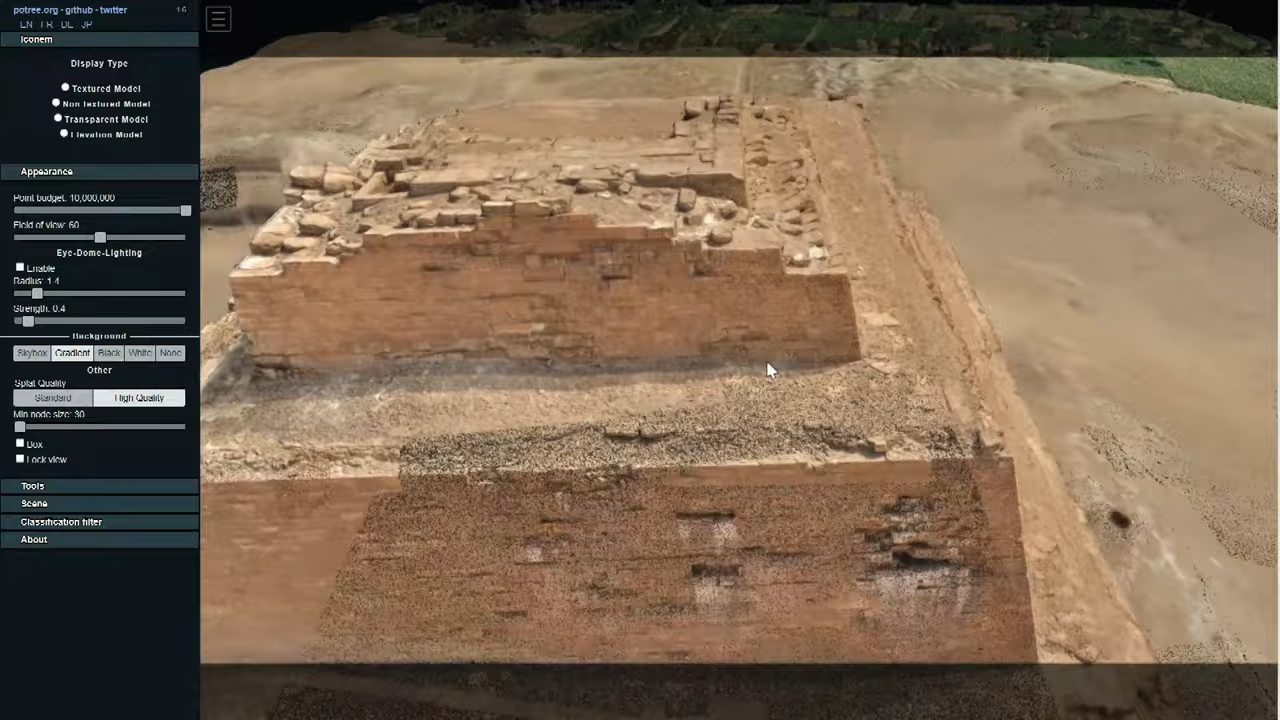 potree.org - github - twitter
1.6
EN FR DE JP
Iconem
Display Type
Textured Model
Non textured Model
Transparent Model
Elevation Model
Appearance
Point budget: 10,000,000
Field of view: 60
Eye-Dome-Lighting
Enable
Radius: 1.4
Strength: 0.4
Background
Skybox Gradient Black White None
Other
Splat Quality
Standard High Quality
Min node size: 30
Box
Lock view
Tools
Scene
Classification filter
About